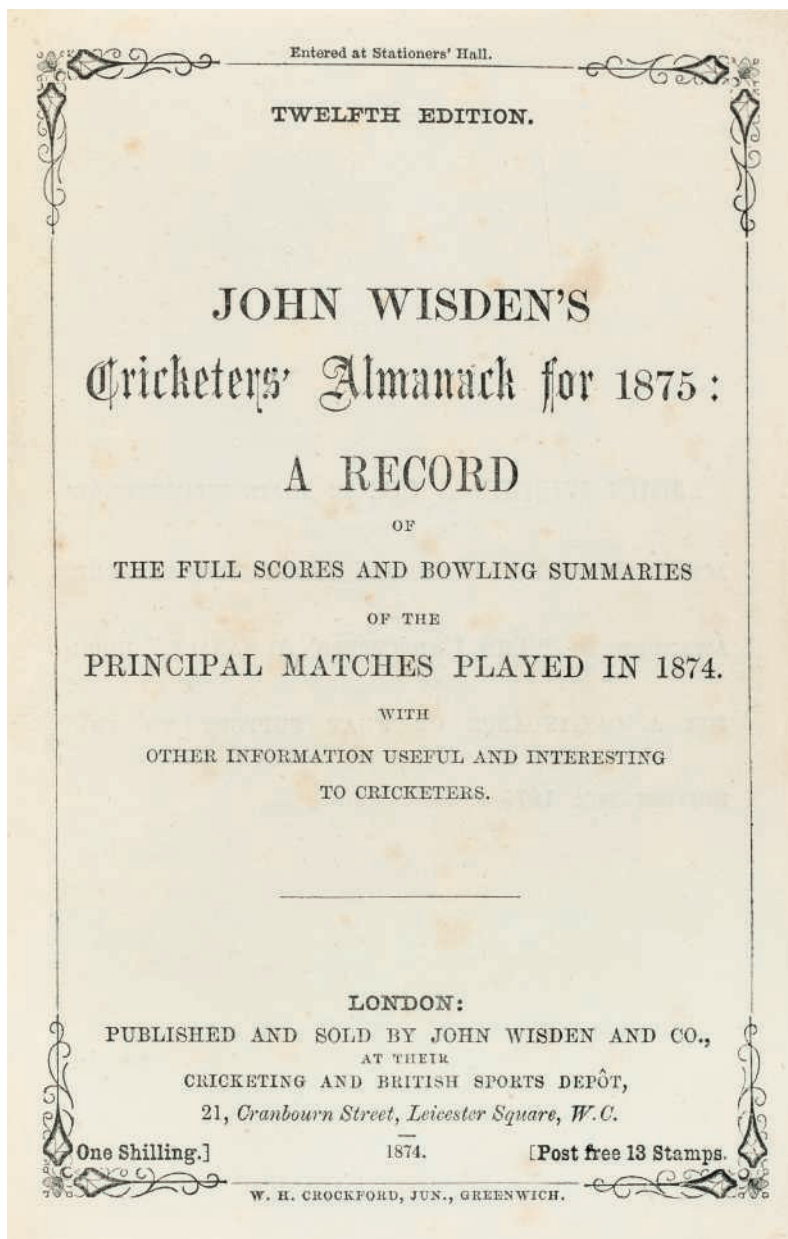 Entered at Stationers' Hall.
TWELFTH EDITION.
JOHN WISDEN'S
Cricketers' Almanack for 1875:
A RECORD
OF
THE FULL SCORES AND BOWLING SUMMARIES
OF THE
PRINCIPAL MATCHES PLAYED IN 1874.
WITH
OTHER INFORMATION USEFUL AND INTERESTING
TO CRICKETERS.
LONDON:
PUBLISHED AND SOLD BY JOHN WISDEN AND CO.,
AT THEIR
CRICKETING AND BRITISH SPORTS DEPÔT,
21, Cranbourn Street, Leicester Square, W.C.
One Shilling.] 1874. [Post free 13 Stamps.
W. H. CROCKFORD, JUN., GREENWICH.